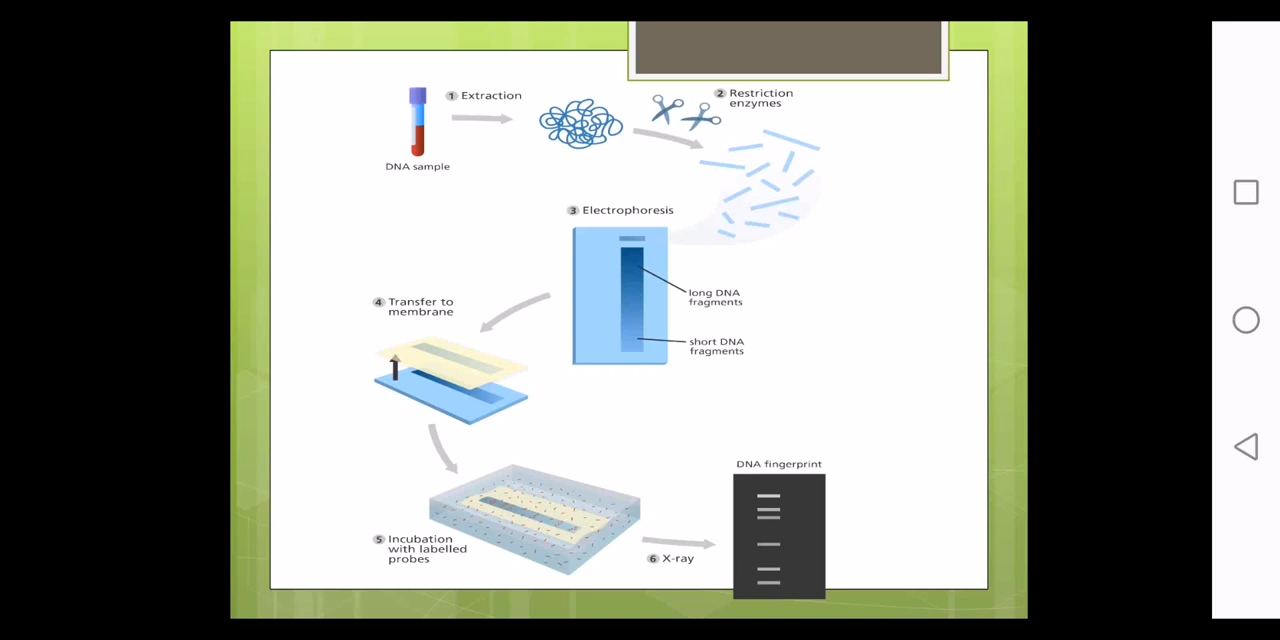 1 Extraction
2 Restriction
enzymes
DNA sample
3 Electrophoresis
long DNA
fragments
short DNA
fragments
4 Transfer to
membrane
5 Incubation
with labelled
probes
6 X-ray
DNA fingerprint